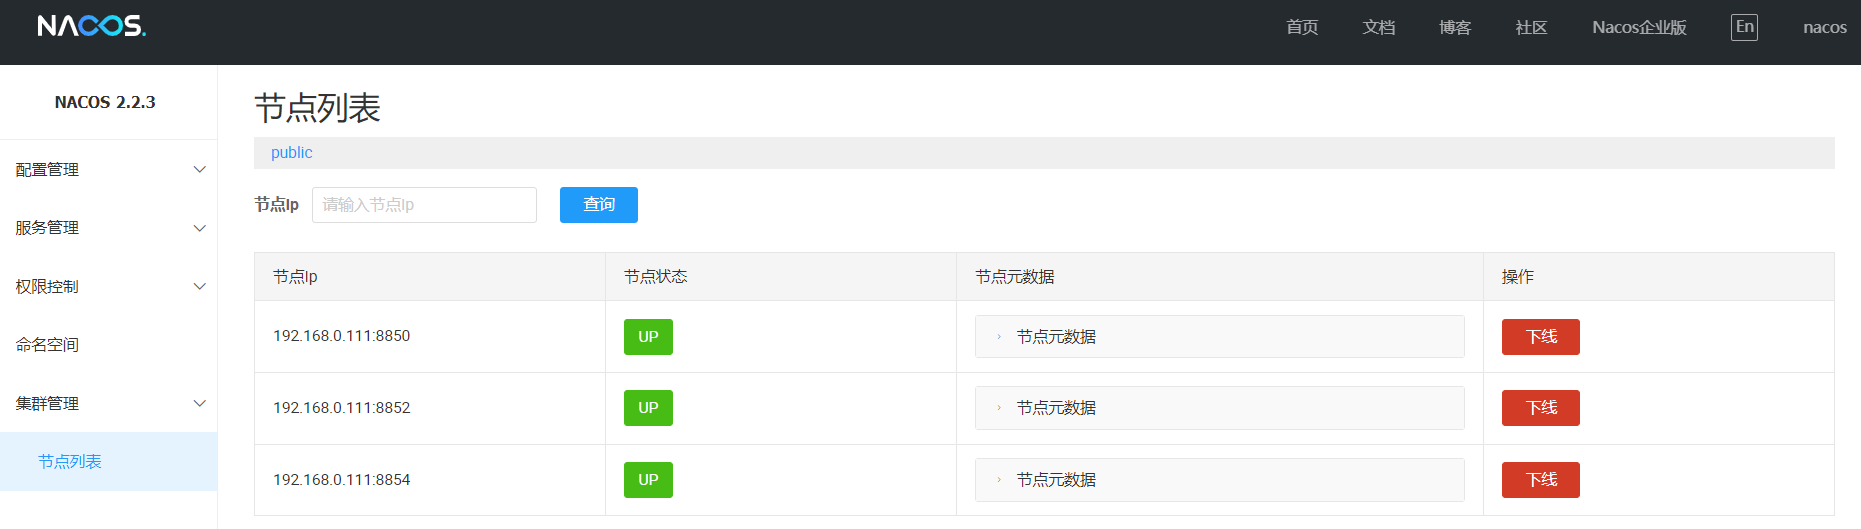 NACOS.
首页 文档 博客 社区 Nacos企业版 En nacos
NACOS 2.2.3
配置管理
服务管理
权限控制
命名空间
集群管理
节点列表
节点列表
public
节点Ip 请输入节点Ip 查询
节点Ip 节点状态 节点元数据 操作
192.168.0.111:8850 UP 节点元数据 下线
192.168.0.111:8852 UP 节点元数据 下线
192.168.0.111:8854 UP 节点元数据 下线